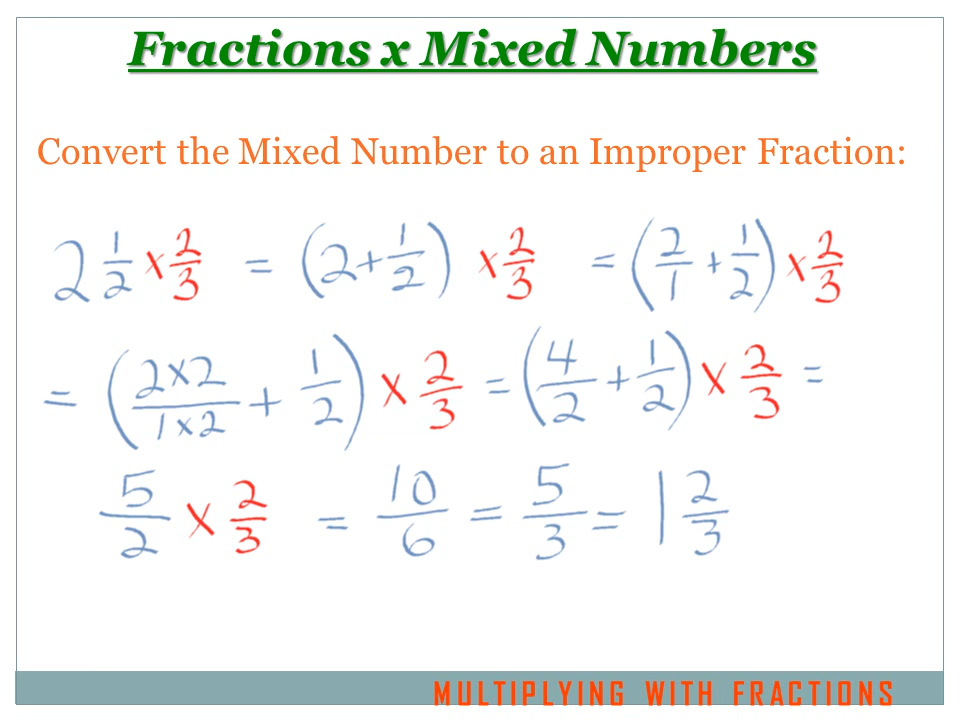 Fractions x Mixed Numbers
Convert the Mixed Number to an Improper Fraction:
2 1/2 x 2/3 = (2 + 1/2) x 2/3 = (2/1 + 1/2) x 2/3
= (2x2/1x2 + 1/2) x 2/3 = (4/2 + 1/2) x 2/3 =
5/2 x 2/3 = 10/6 = 5/3 = 1 2/3
MULTIPLYING WITH FRACTIONS